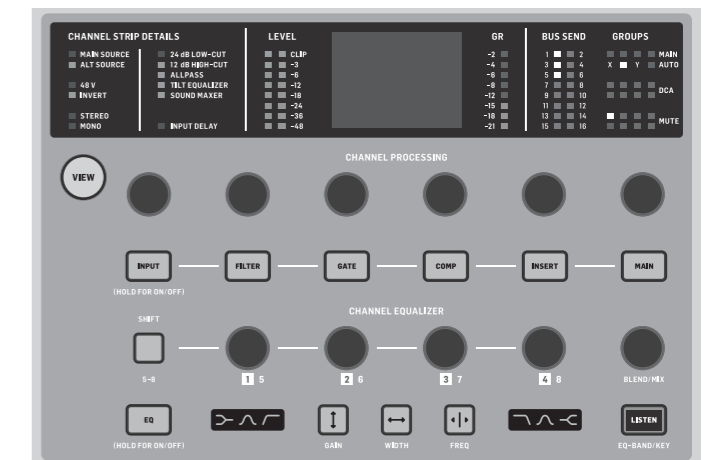 CHANNEL STRIP DETAILS
MAIN SOURCE
ALT SOURCE
48 V
INVERT
STEREO
MONO
24 dB LOW-CUT
12 dB HIGH-CUT
ALLPASS
TILT EQUALIZER
SOUND MAXER
INPUT DELAY
LEVEL
CLIP
-3
-6
-12
-18
-24
-36
-48
GR
-2
-4
-6
-8
-12
-15
-18
-21
BUS SEND
1 2
3 4
5 6
7 8
9 10
11 12
13 14
15 16
GROUPS
MAIN
X Y AUTO
DCA
MUTE
VIEW
CHANNEL PROCESSING
INPUT FILTER GATE COMP INSERT MAIN
(HOLD FOR ON/OFF)
SHIFT
CHANNEL EQUALIZER
5-8
1 5 2 6 3 7 4 8 BLEND/MIX
EQ
(HOLD FOR ON/OFF)
GAIN WIDTH FREQ
LISTEN
EQ-BAND/KEY